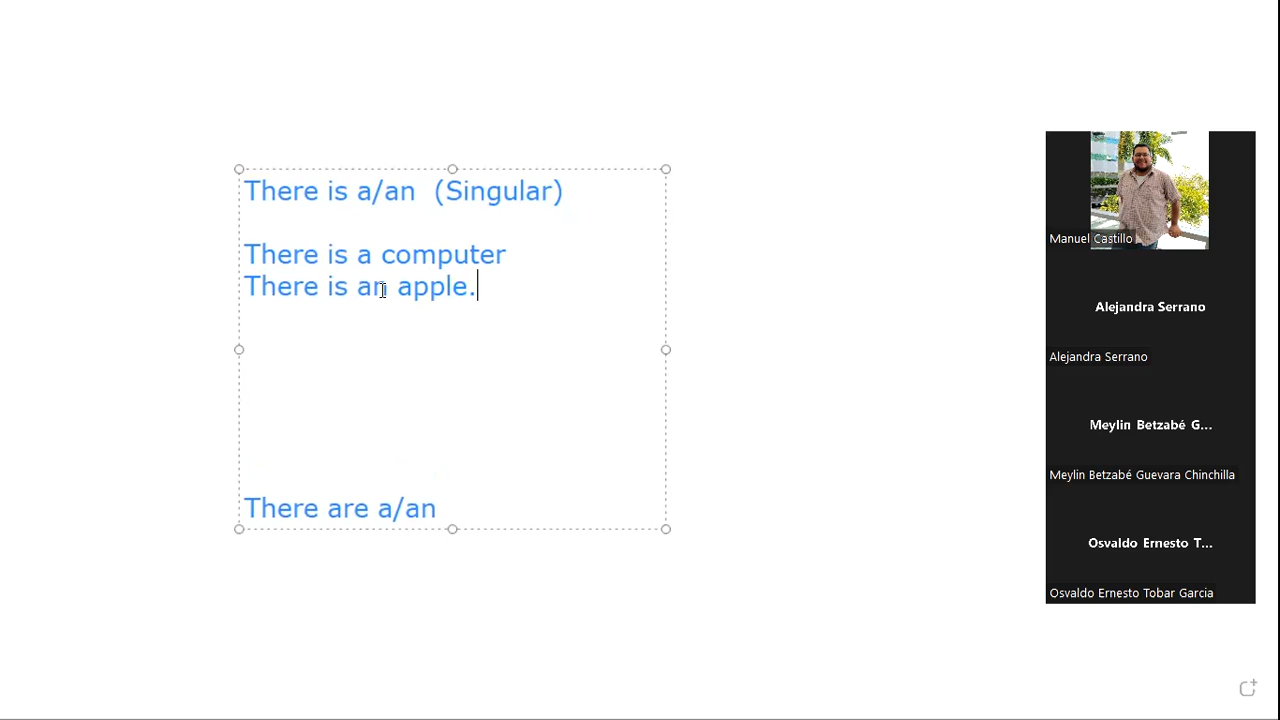 There is a/an (Singular)
There is a computer
There is an apple.
There are a/an
Manuel Castillo
Alejandra Serrano
Alejandra Serrano
Meylin Betzabé G...
Meylin Betzabé Guevara Chinchilla
Osvaldo Ernesto T...
Osvaldo Ernesto Tobar Garcia